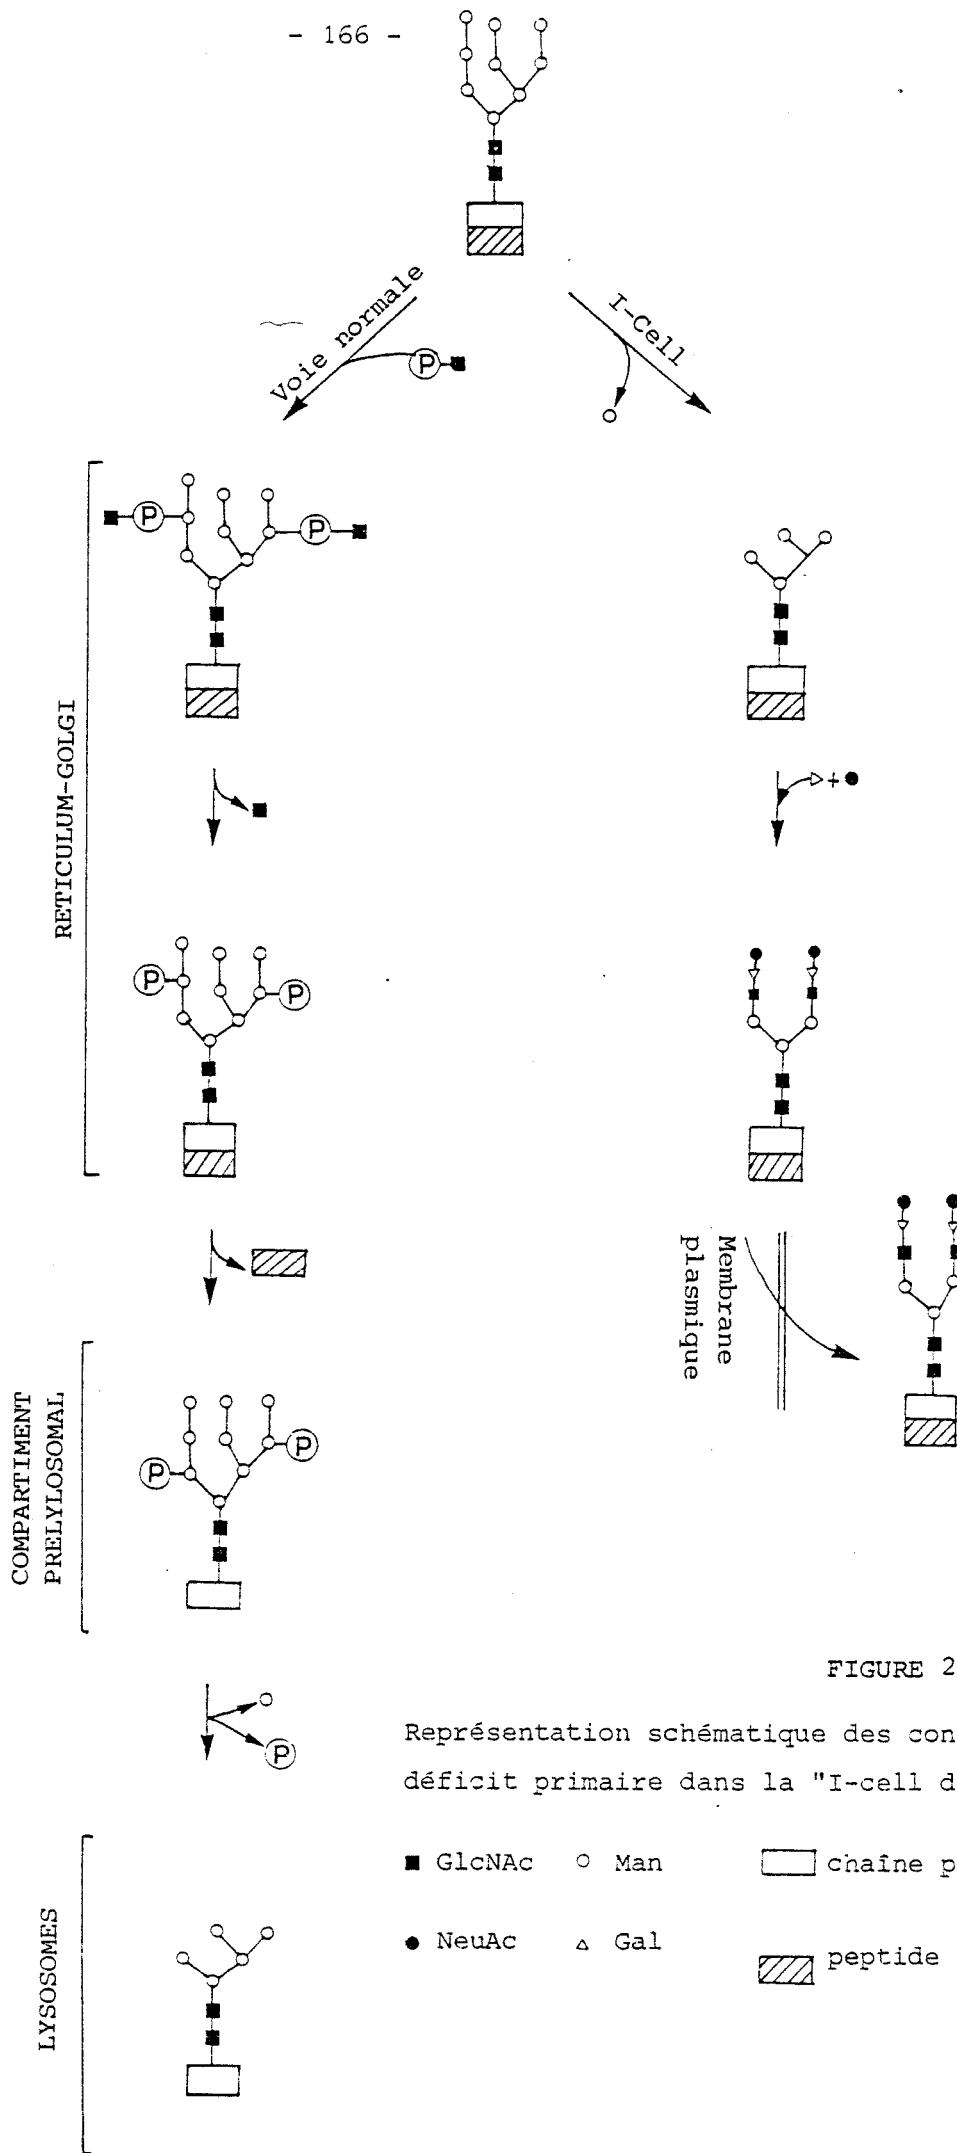 - 166 -
Voie normale
I-Cell
P
RETICULUM-GOLGI
P
P
+
P
P
Membrane
plasmique
COMPARTIMENT
PRELYLOSOMAL
P
P
P
FIGURE 2
Représentation schématique des con
déficit primaire dans la "I-cell d
GlcNAc
Man
chaîne p
NeuAc
Gal
peptide
LYSOSOMES